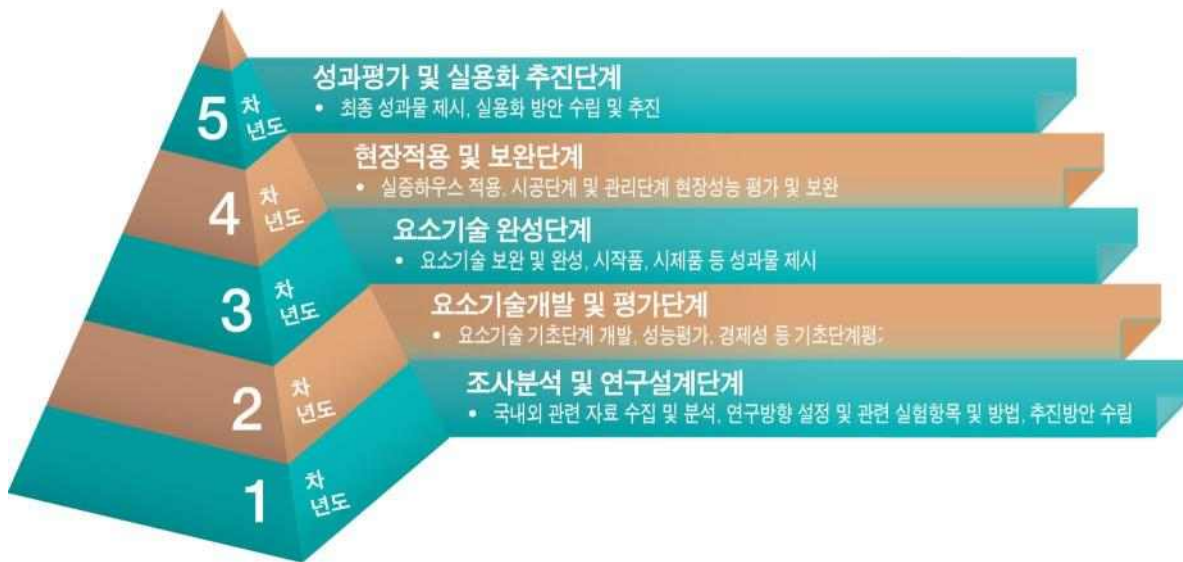 성과평가 및 실용화 추진단계
• 최종 성과물 제시, 실용화 방안 수립 및 추진
5 차년도
현장적용 및 보완단계
• 실증하우스 적용, 시공단계 및 관리단계 현장성능 평가 및 보완
4 차년도
요소기술 완성단계
• 요소기술 보완 및 완성, 시작품, 시제품 등 성과물 제시
3 차년도
요소기술개발 및 평가단계
• 요소기술 기초단계 개발, 성능평가, 경제성 등 기초단계평
2 차년도
조사분석 및 연구설계단계
• 국내외 관련 자료 수집 및 분석, 연구방향 설정 및 관련 실험항목 및 방법, 추진방안 수립
1 차년도